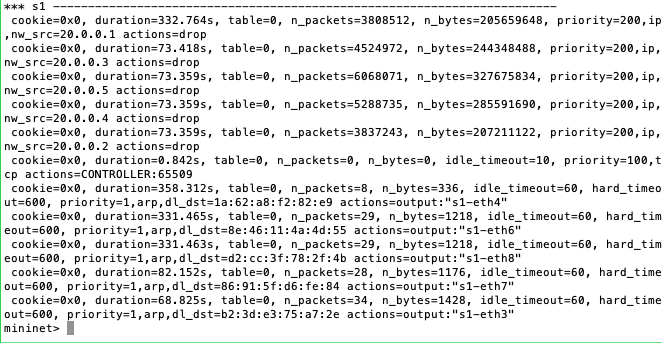 *** s1 ------------------------------------------------------------------------
 cookie=0x0, duration=332.764s, table=0, n_packets=3808512, n_bytes=205659648, priority=200,ip
,nw_src=20.0.0.1 actions=drop
 cookie=0x0, duration=73.418s, table=0, n_packets=4524972, n_bytes=244348488, priority=200,ip,
nw_src=20.0.0.3 actions=drop
 cookie=0x0, duration=73.359s, table=0, n_packets=6068071, n_bytes=327675834, priority=200,ip,
nw_src=20.0.0.5 actions=drop
 cookie=0x0, duration=73.359s, table=0, n_packets=5288735, n_bytes=285591690, priority=200,ip,
nw_src=20.0.0.4 actions=drop
 cookie=0x0, duration=73.359s, table=0, n_packets=3837243, n_bytes=207211122, priority=200,ip,
nw_src=20.0.0.2 actions=drop
 cookie=0x0, duration=0.842s, table=0, n_packets=0, n_bytes=0, idle_timeout=10, priority=100,t
cp actions=CONTROLLER:65509
 cookie=0x0, duration=358.312s, table=0, n_packets=8, n_bytes=336, idle_timeout=60, hard_timeo
ut=600, priority=1,arp,dl_dst=1a:62:a8:f2:82:e9 actions=output:"s1-eth4"
 cookie=0x0, duration=331.465s, table=0, n_packets=29, n_bytes=1218, idle_timeout=60, hard_tim
eout=600, priority=1,arp,dl_dst=8e:46:11:4a:4d:55 actions=output:"s1-eth6"
 cookie=0x0, duration=331.463s, table=0, n_packets=29, n_bytes=1218, idle_timeout=60, hard_tim
eout=600, priority=1,arp,dl_dst=d2:cc:3f:78:2f:4b actions=output:"s1-eth8"
 cookie=0x0, duration=82.152s, table=0, n_packets=28, n_bytes=1176, idle_timeout=60, hard_time
out=600, priority=1,arp,dl_dst=86:91:5f:d6:fe:84 actions=output:"s1-eth7"
 cookie=0x0, duration=68.825s, table=0, n_packets=34, n_bytes=1428, idle_timeout=60, hard_time
out=600, priority=1,arp,dl_dst=b2:3d:e3:75:a7:2e actions=output:"s1-eth3"
mininet>